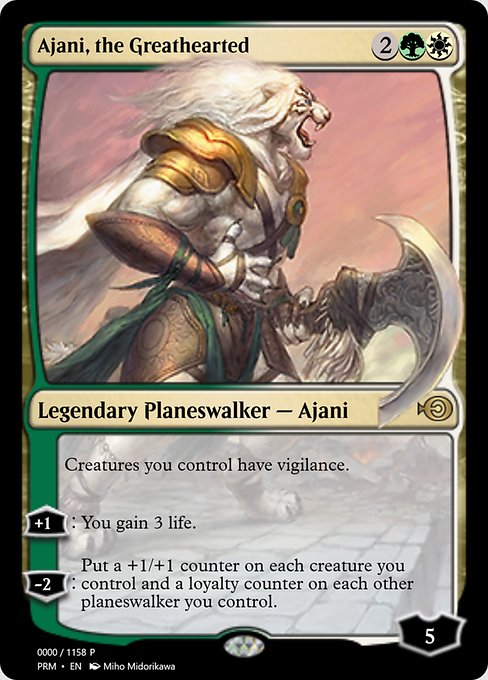 Ajani, the Greathearted 2
Legendary Planeswalker — Ajani
Creatures you control have vigilance.
+1 : You gain 3 life.
Put a +1/+1 counter on each creature you
-2 : control and a loyalty counter on each other
planeswalker you control.
5
0000 / 1158 P
PRM • EN Miho Midorikawa